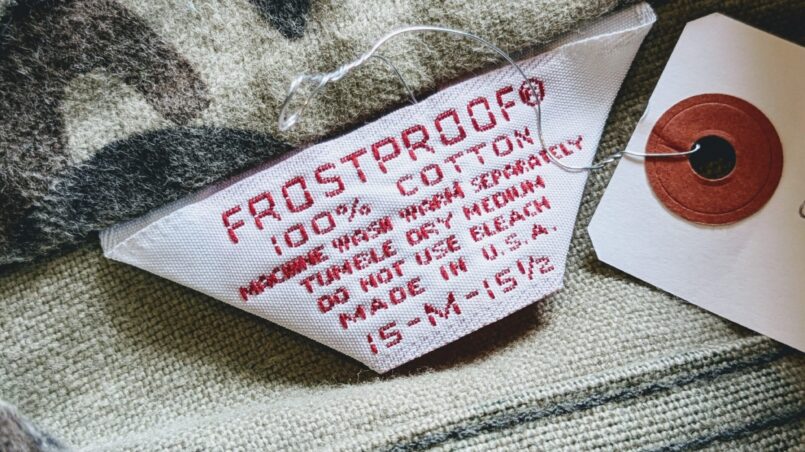 FROSTPROOF®
100% COTTON
MACHINE WASH WARM SEPARATELY
TUMBLE DRY MEDIUM
DO NOT USE BLEACH
MADE IN U.S.A.
15-M-15½